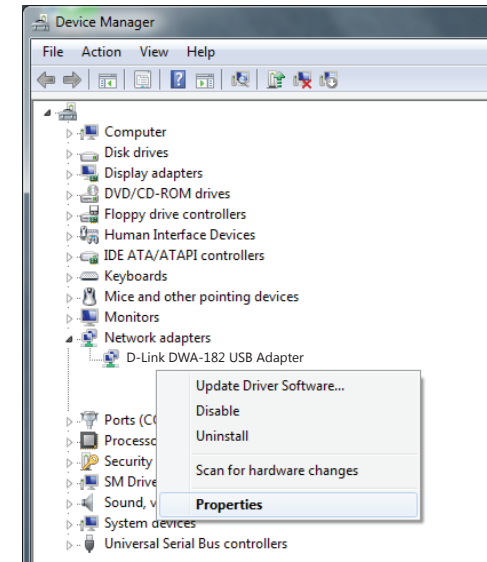 Device Manager
File Action View Help
Computer
Disk drives
Display adapters
DVD/CD-ROM drives
Floppy drive controllers
Human Interface Devices
IDE ATA/ATAPI controllers
Keyboards
Mice and other pointing devices
Monitors
Network adapters
D-Link DWA-182 USB Adapter
Update Driver Software...
Disable
Uninstall
Scan for hardware changes
Properties
Ports (CO
Processo
Security
SM Drive
Sound, v
System devices
Universal Serial Bus controllers